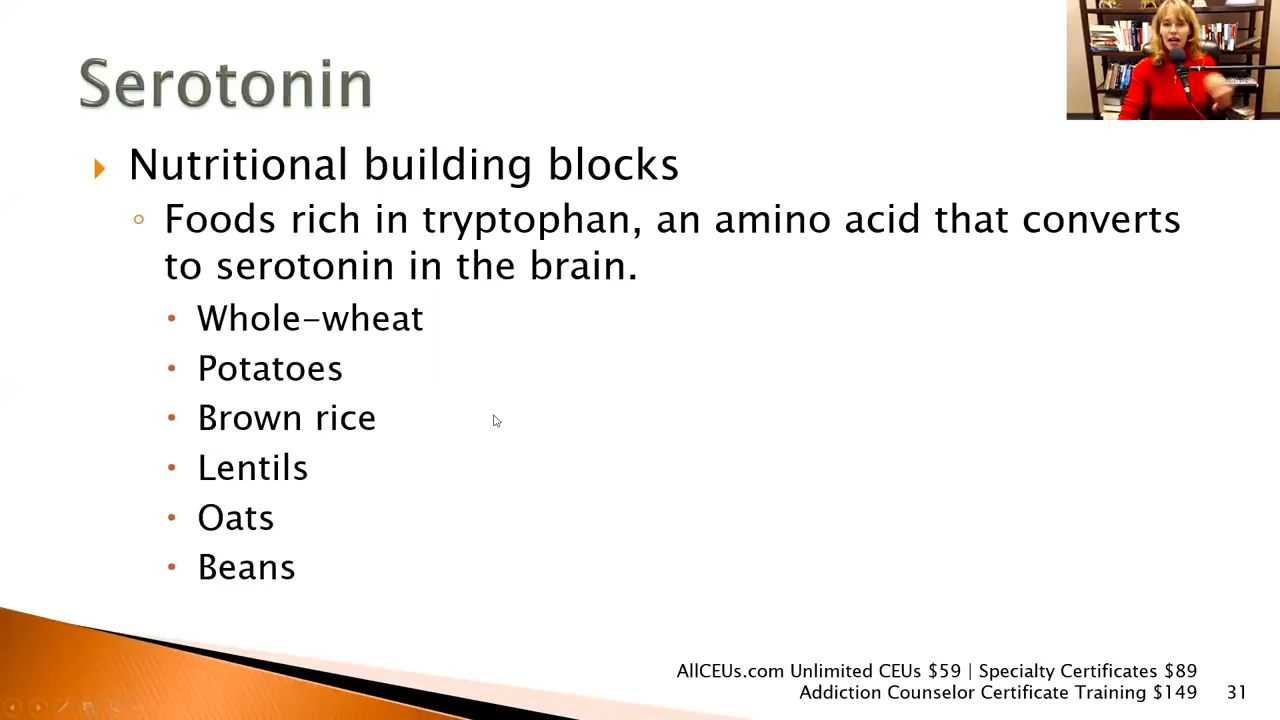 Serotonin
Nutritional building blocks
Foods rich in tryptophan, an amino acid that converts
to serotonin in the brain.
Whole-wheat
Potatoes
Brown rice
Lentils
Oats
Beans
AllCEUs.com Unlimited CEUs $59 | Specialty Certificates $89
Addiction Counselor Certificate Training $149
31